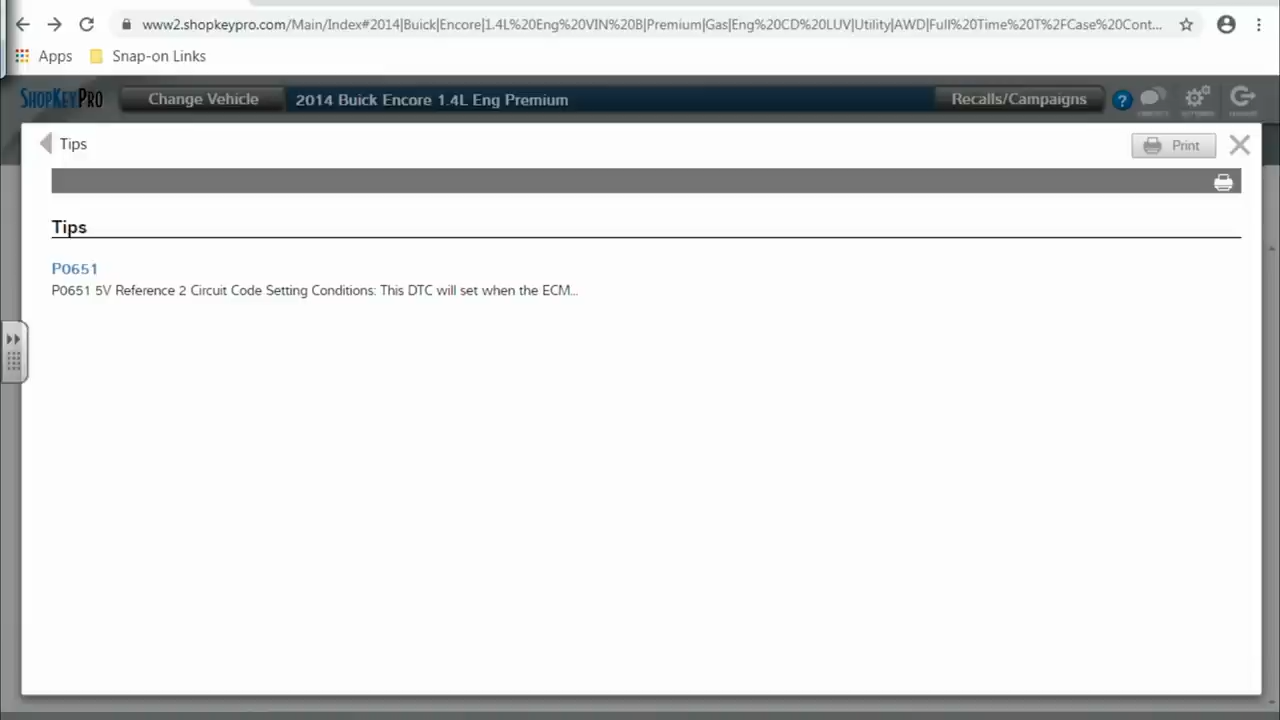 www2.shopkeypro.com/Main/Index#2014|Buick|Encore|1.4L%20Eng%20VIN%20B|Premium|Gas|Eng%20CD%20LUV|Utility|AWD|Full%20Time%20T%2FCase%20Cont...
Apps Snap-on Links
SHOPKEYPRO Change Vehicle 2014 Buick Encore 1.4L Eng Premium Recalls/Campaigns ?
Tips Print
Tips
P0651
P0651 5V Reference 2 Circuit Code Setting Conditions: This DTC will set when the ECM...